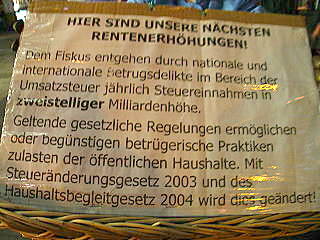 HIER SIND UNSERE NÄCHSTEN
RENTENERHÖHUNGEN!
Dem Fiskus entgehen durch nationale und
internationale Betrugsdelikte im Bereich der
Umsatzsteuer jährlich Steuereinnahmen in
zweistelliger Milliardenhöhe.
Geltende gesetzliche Regelungen ermöglichen
oder begünstigen betrügerische Praktiken
zulasten der öffentlichen Haushalte. Mit
Steueränderungsgesetz 2003 und des
Haushaltsbegleitgesetz 2004 wird dies geändert!